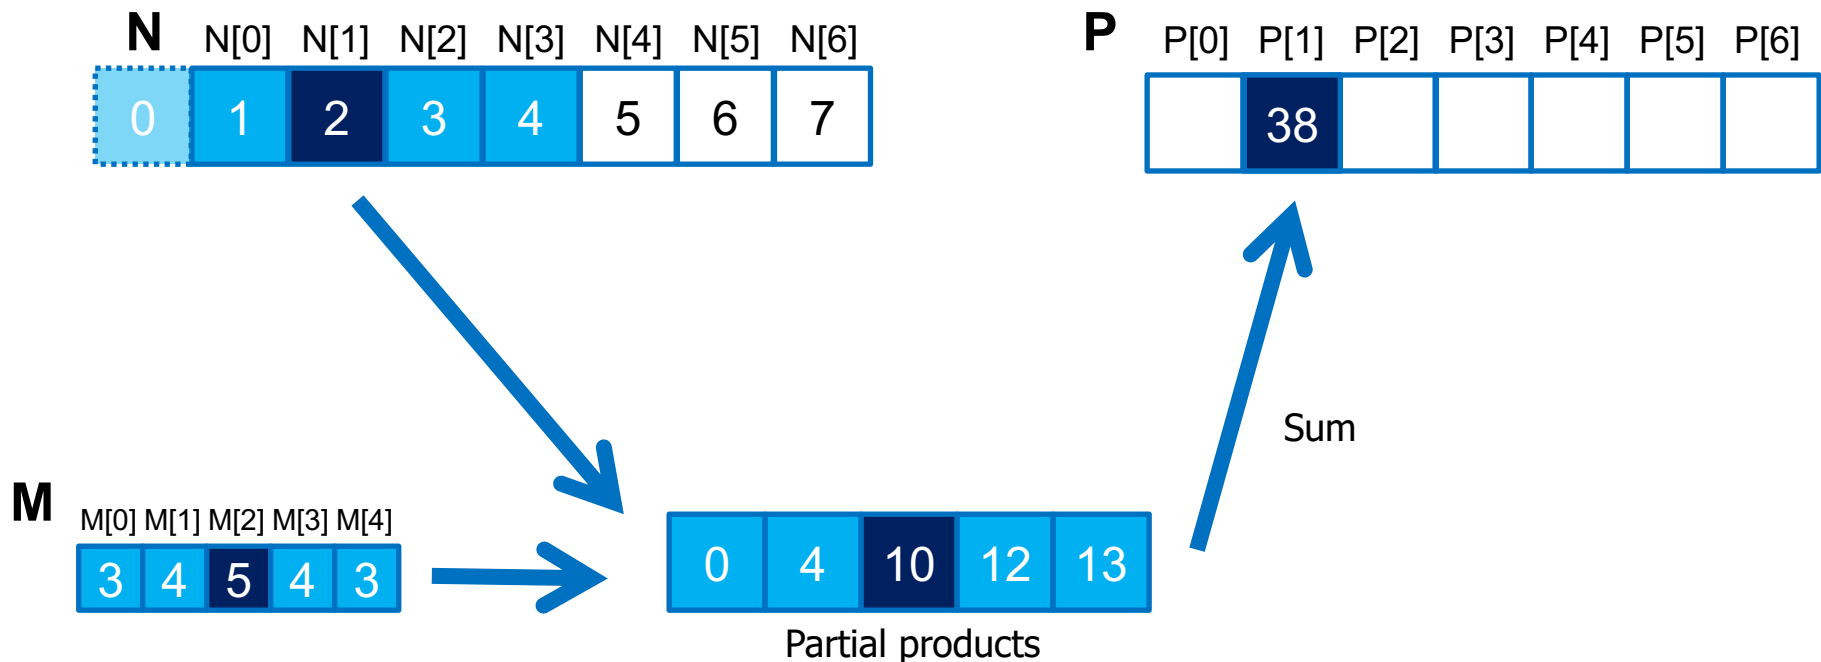 N N[0] N[1] N[2] N[3] N[4] N[5] N[6]
0 1 2 3 4 5 6 7
P P[0] P[1] P[2] P[3] P[4] P[5] P[6]
38
Sum
M M[0] M[1] M[2] M[3] M[4]
3 4 5 4 3
0 4 10 12 13
Partial products